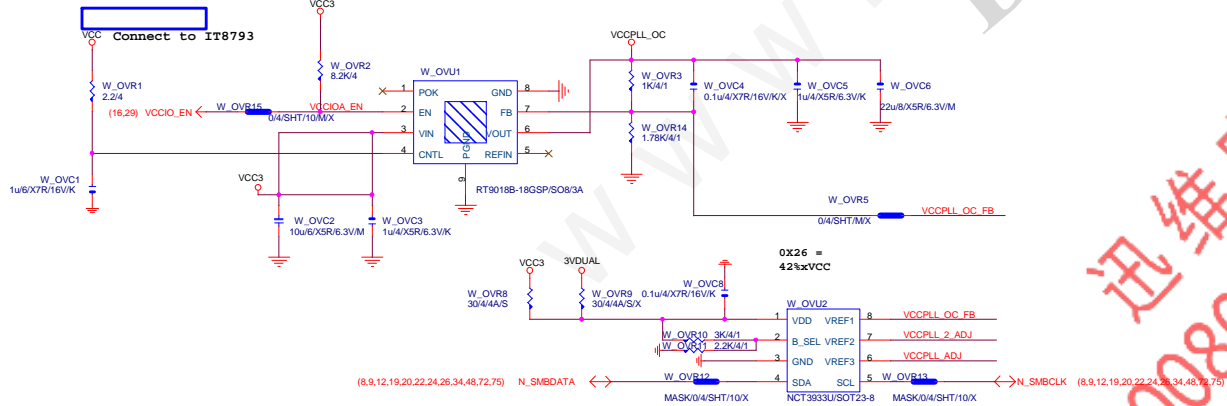 VCC
Connect to IT8793
VCC3
VCCPLL_OC
W_OVR1
2.2/4
W_OVR2
8.2K/4
W_OVU1
W_OVR3
1K/4/1
W_OVC4
0.1u/4/X7R/16V/K/X
W_OVC5
1u/4/X5R/6.3V/K
W_OVC6
22u/8/X5R/6.3V/M
(16,29) VCCIO_EN
W_OVR15
0/4/SHT/10/M/X
VCCIOA_EN
1 POK GND 8
2 EN FB 7
3 VIN VOUT 6
4 CNTL REFIN 5
PGND
9
RT9018B-18GSP/SO8/3A
W_OVR14
1.78K/4/1
W_OVC1
1u/6/X7R/16V/K
VCC3
W_OVC2
10u/6/X5R/6.3V/M
W_OVC3
1u/4/X5R/6.3V/K
W_OVR5
0/4/SHT/M/X
VCCPLL_OC_FB
0X26 =
42%xVCC
VCC3
3VDUAL
W_OVR8
30/4/4A/S
W_OVR9
30/4/4A/S/X
W_OVC8
0.1u/4/X7R/16V/K
W_OVU2
1 VDD VREF1 8 VCCPLL_OC_FB
W_OVR10 3K/4/1
2 B_SEL VREF2 7 VCCPLL_2_ADJ
W_OVR11 2.2K/4/1
3 GND VREF3 6 VCCPLL_ADJ
4 SDA SCL 5
(8,9,12,19,20,22,24,26,34,48,72,75) N_SMBDATA
W_OVR12
MASK/0/4/SHT/10/X
NCT3933U/SOT23-8
W_OVR13
MASK/0/4/SHT/10/X
N_SMBCLK (8,9,12,19,20,22,24,26,34,48,72,75)
W W W
迅维